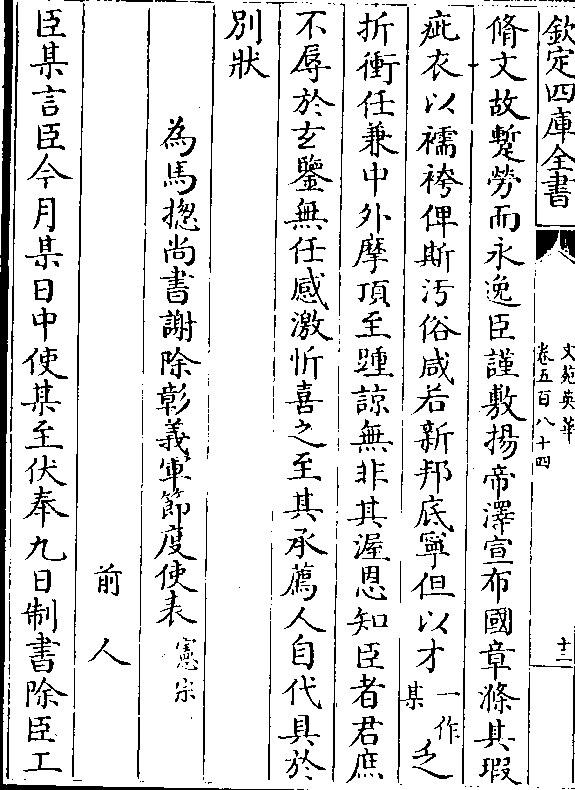 欽定四庫全書
文苑英華
卷五百八十四
十二
脩文故蹔勞而永逸臣謹敷揚帝澤宣布國章滌其瑕
疵衣以襦袴俾斯汚俗咸若新邦底寧但以才一作某乏
折衝任兼中外摩頂至踵諒無非其渥恩知臣者君庶
不辱於玄鑒無任感激忻喜之至其承薦人自代具於
别狀
為馬揔尚書謝除彰義軍節度使表憲宗
前人
臣某言臣今月某日中使某至伏奉九日制書除臣工